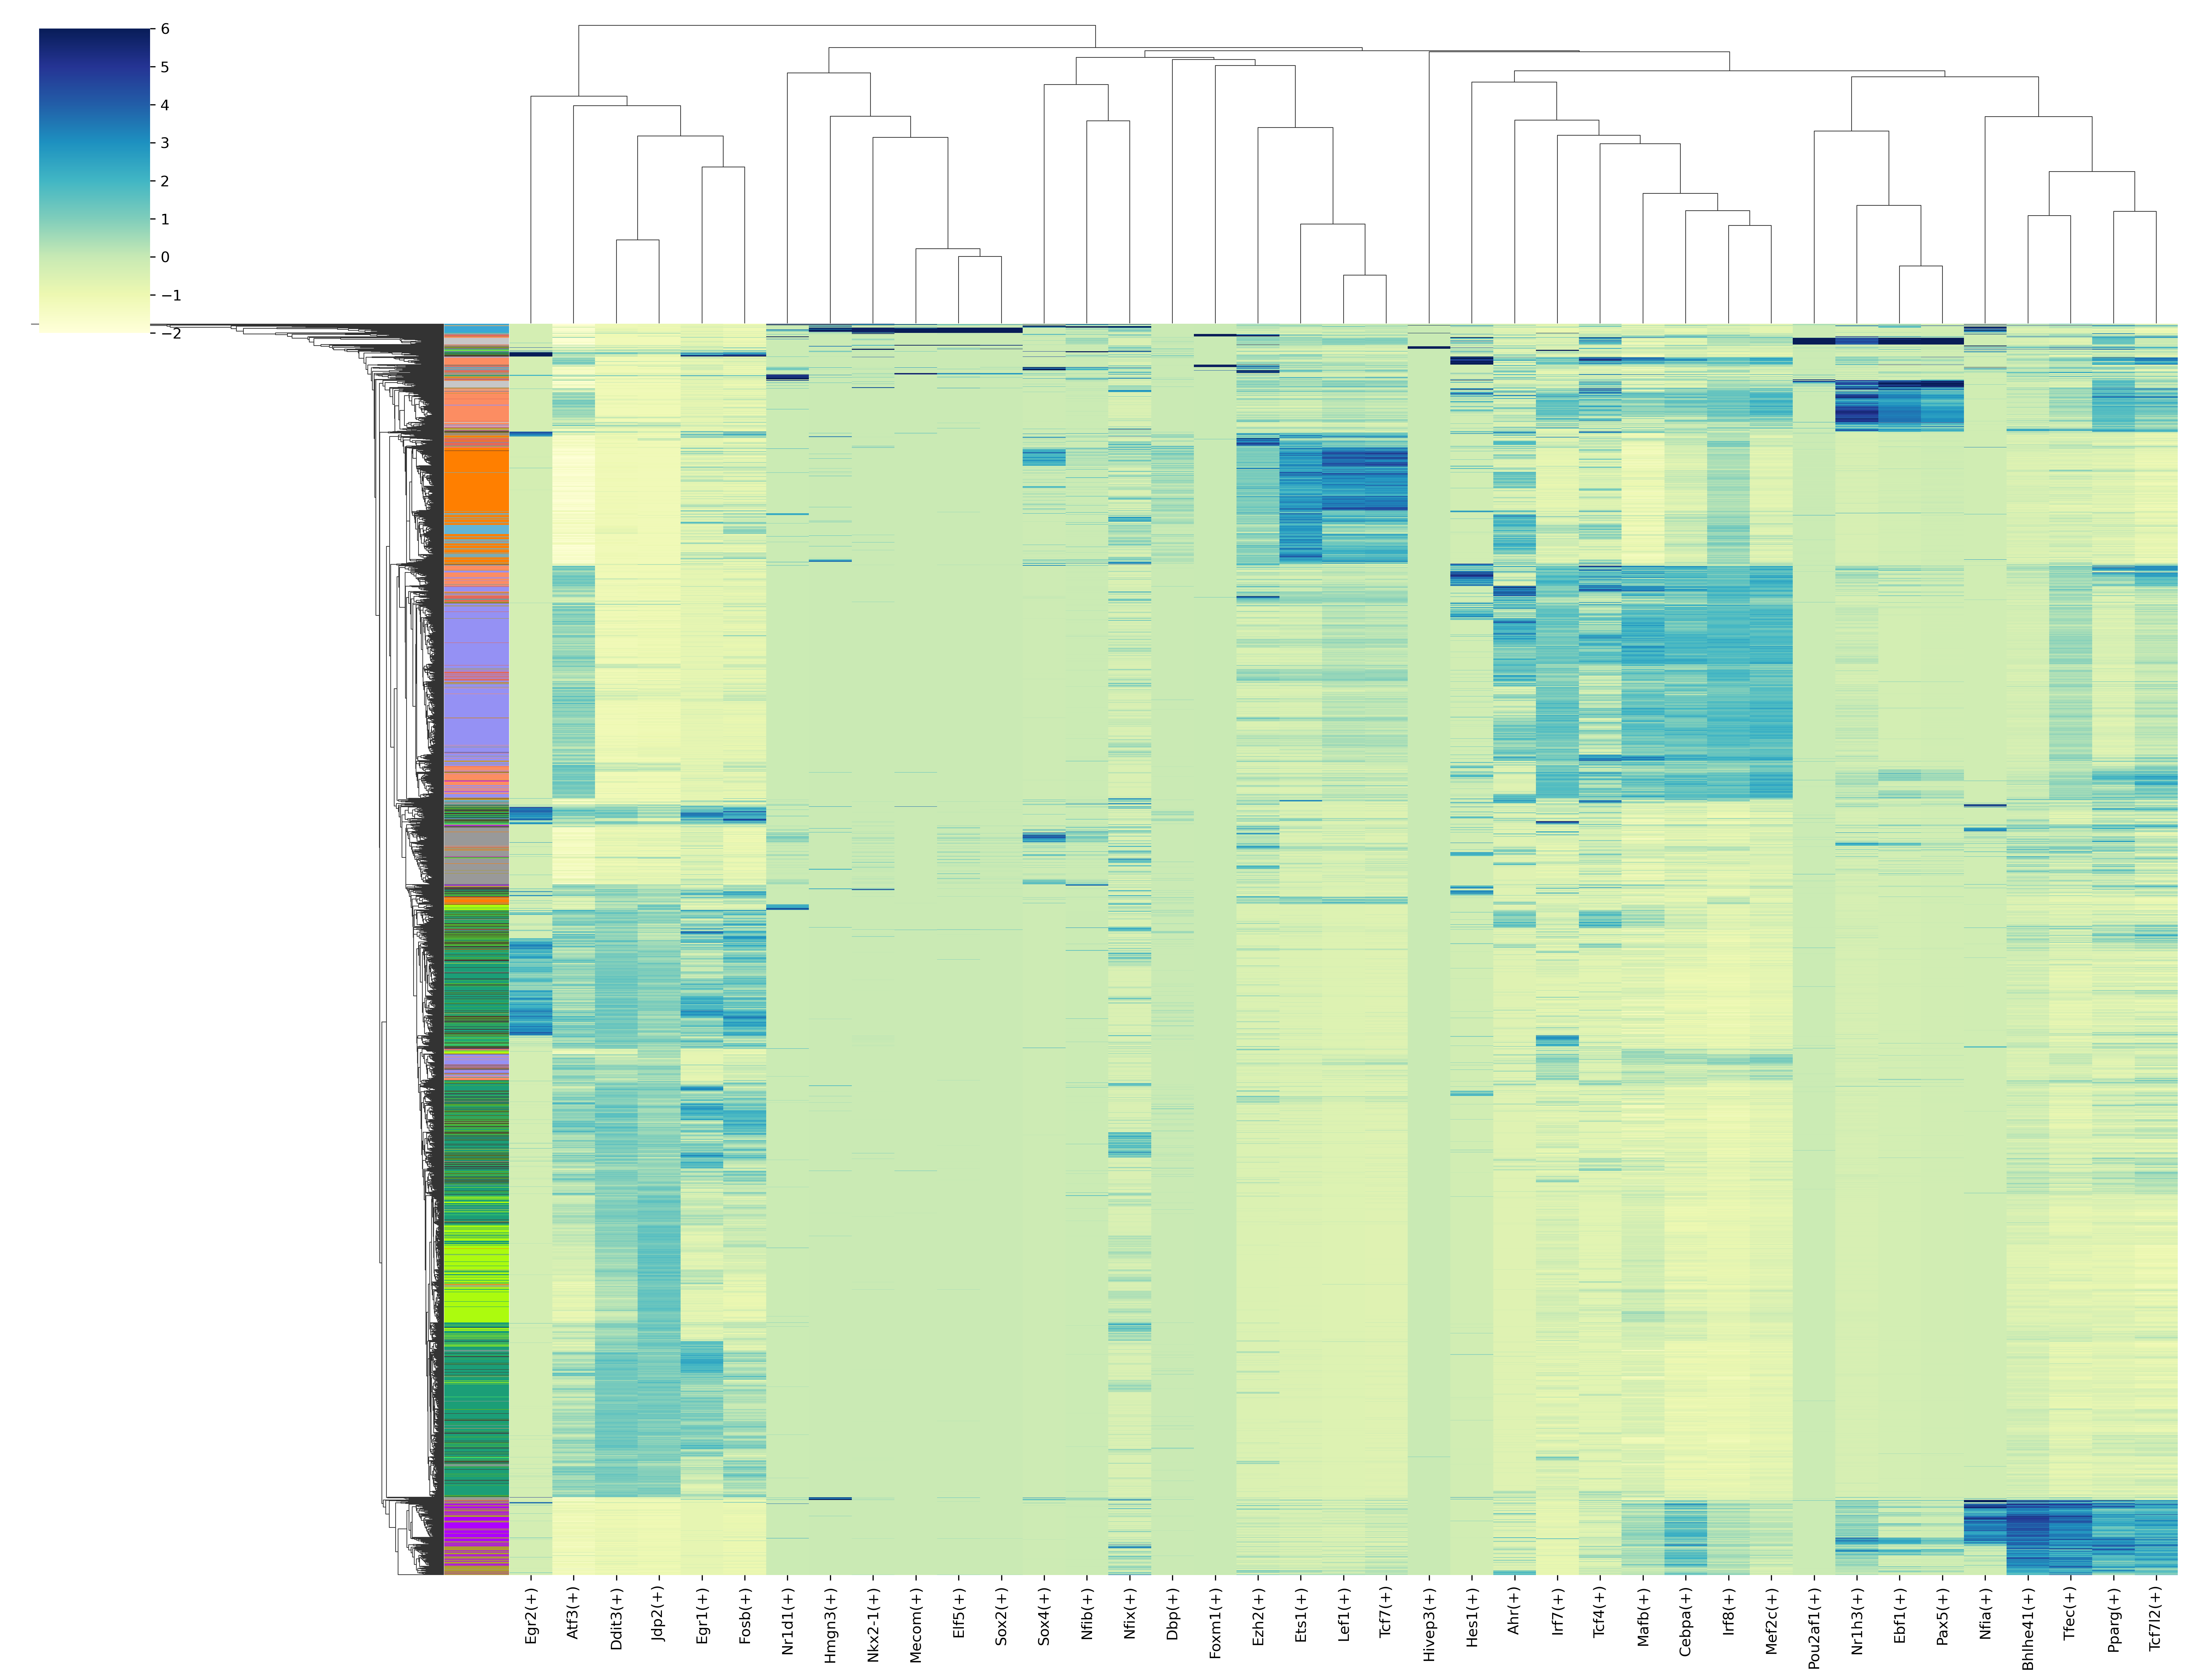 6
5
4
3
2
1
0
−1
−2
Egr2(+)
Atf3(+)
Ddit3(+)
Jdp2(+)
Egr1(+)
Fosb(+)
Nr1d1(+)
Hmgn3(+)
Nkx2-1(+)
Mecom(+)
Elf5(+)
Sox2(+)
Sox4(+)
Nfib(+)
Nfix(+)
Dbp(+)
Foxm1(+)
Ezh2(+)
Ets1(+)
Lef1(+)
Tcf7(+)
Hivep3(+)
Hes1(+)
Ahr(+)
Irf7(+)
Tcf4(+)
Mafb(+)
Cebpa(+)
Irf8(+)
Mef2c(+)
Pou2af1(+)
Nr1h3(+)
Ebf1(+)
Pax5(+)
Nfia(+)
Bhlhe41(+)
Tfec(+)
Pparg(+)
Tcf7l2(+)